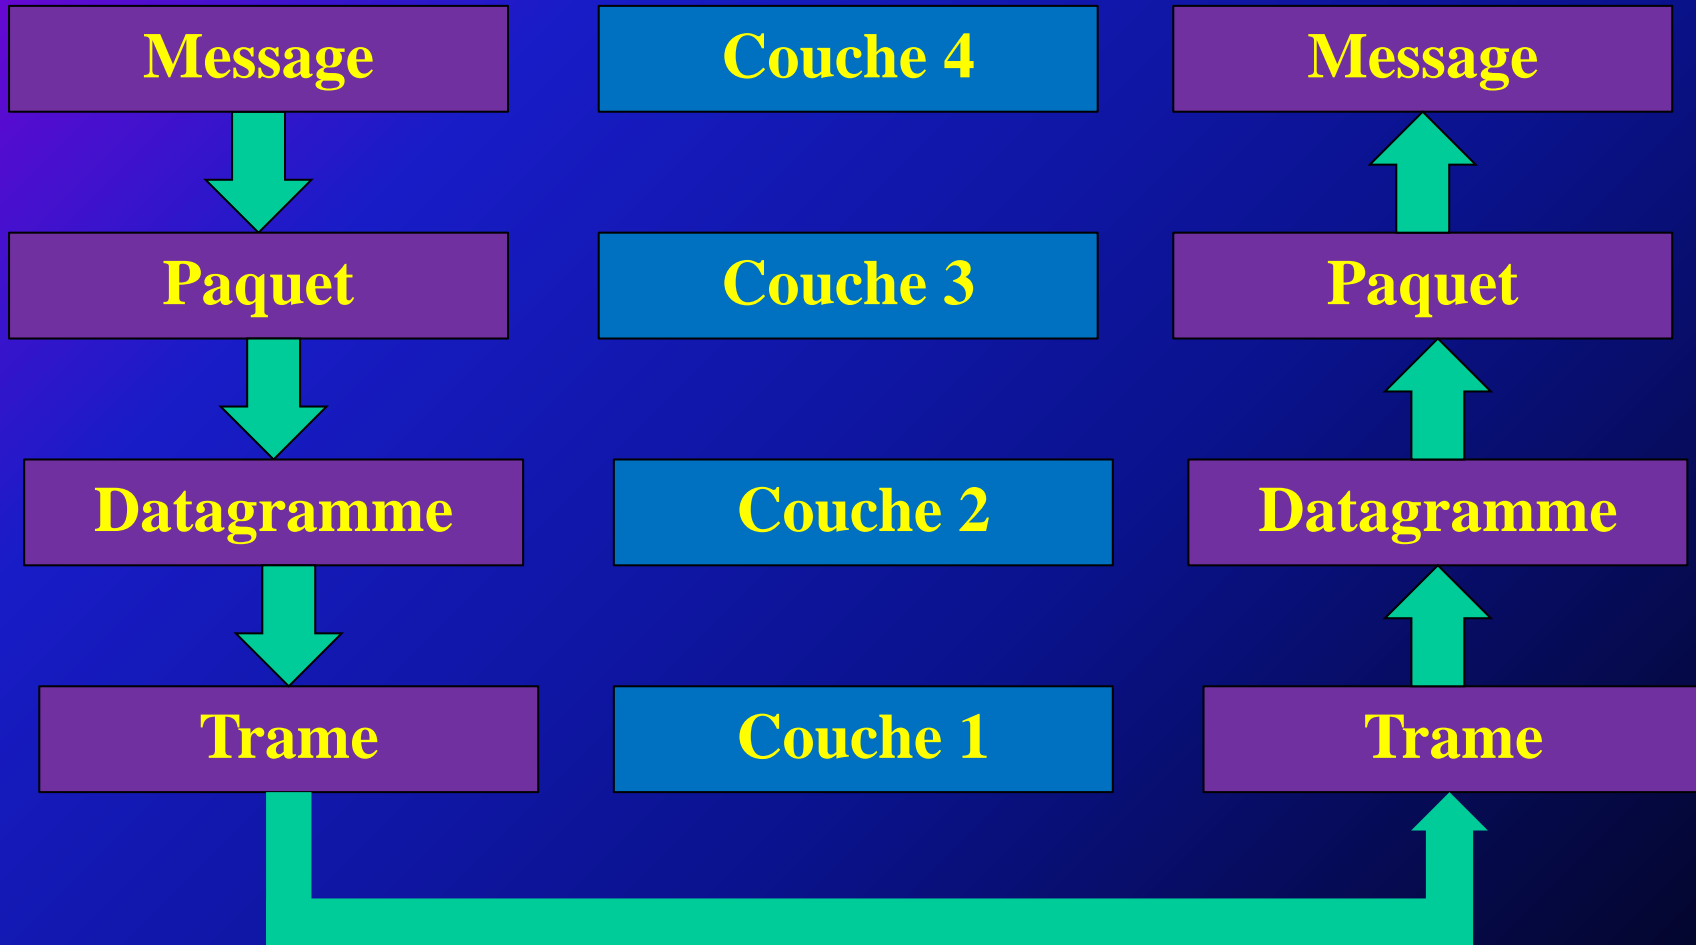 Message
Couche 4
Message
Paquet
Couche 3
Paquet
Datagramme
Couche 2
Datagramme
Trame
Couche 1
Trame